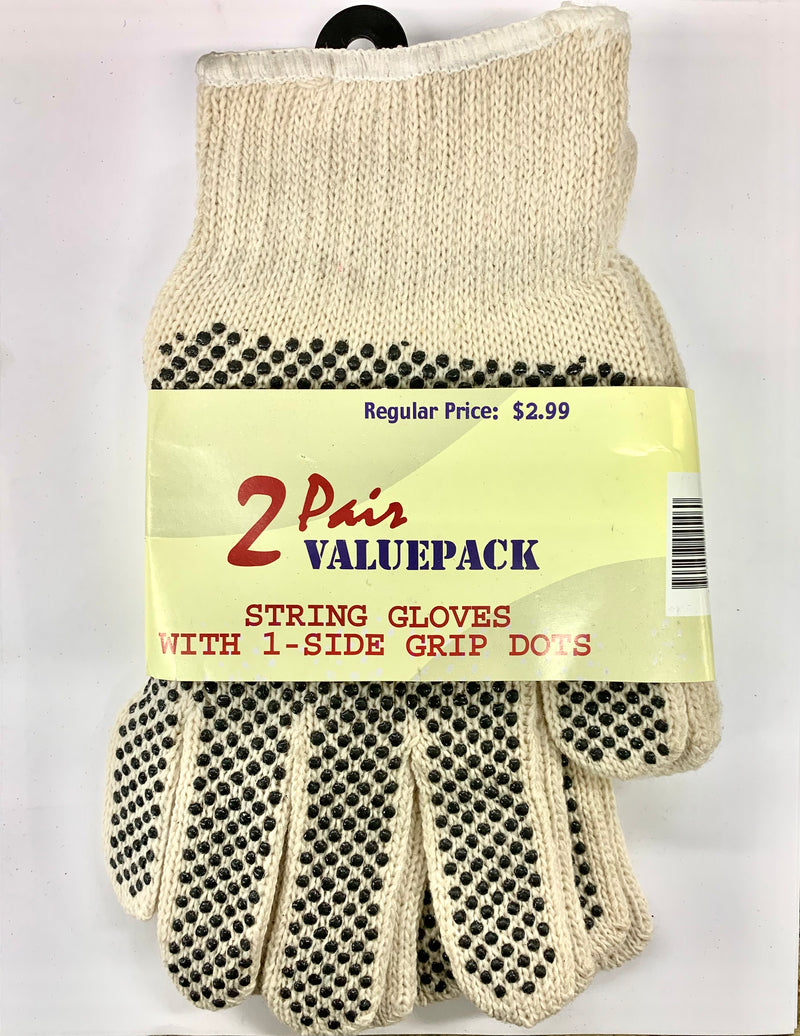 Regular Price: $2.99
2 Pair
VALUEPACK
STRING GLOVES
WITH 1-SIDE GRIP DOTS